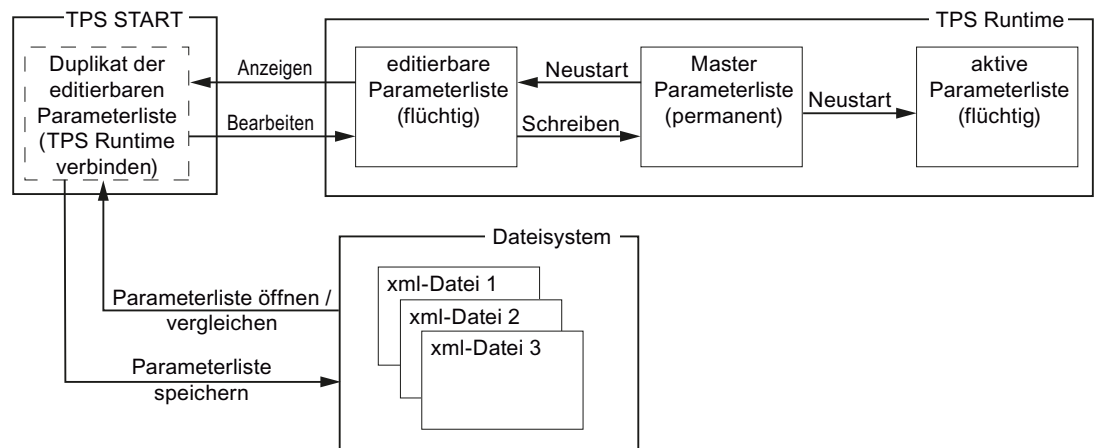 TPS START
Duplikat der
editierbaren
Parameterliste
(TPS Runtime
verbinden)
Anzeigen
Bearbeiten
TPS Runtime
editierbare
Parameterliste
(flüchtig)
Neustart
Schreiben
Master
Parameterliste
(permanent)
Neustart
aktive
Parameterliste
(flüchtig)
Parameterliste öffnen /
vergleichen
Parameterliste
speichern
Dateisystem
xml-Datei 1
xml-Datei 2
xml-Datei 3